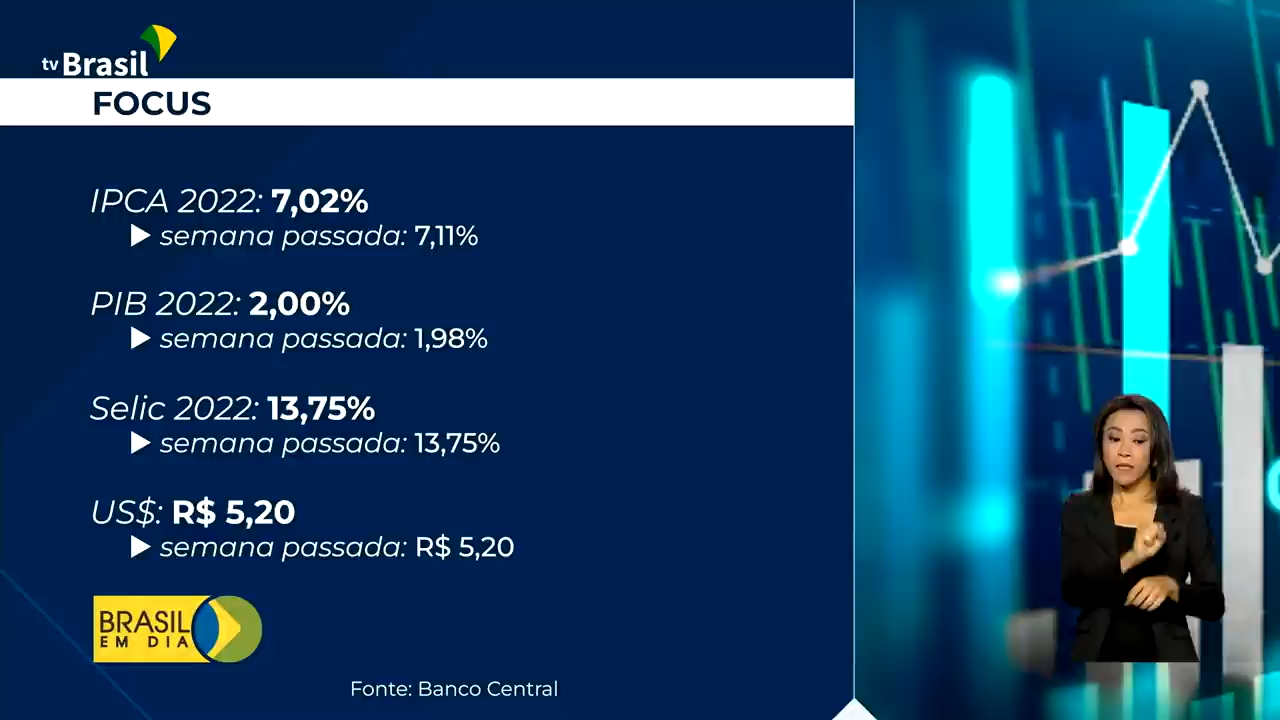 tv Brasil
FOCUS
IPCA 2022: 7,02%
▶ semana passada: 7,11%
PIB 2022: 2,00%
▶ semana passada: 1,98%
Selic 2022: 13,75%
▶ semana passada: 13,75%
US$: R$ 5,20
▶ semana passada: R$ 5,20
BRASIL
EM DIA
Fonte: Banco Central